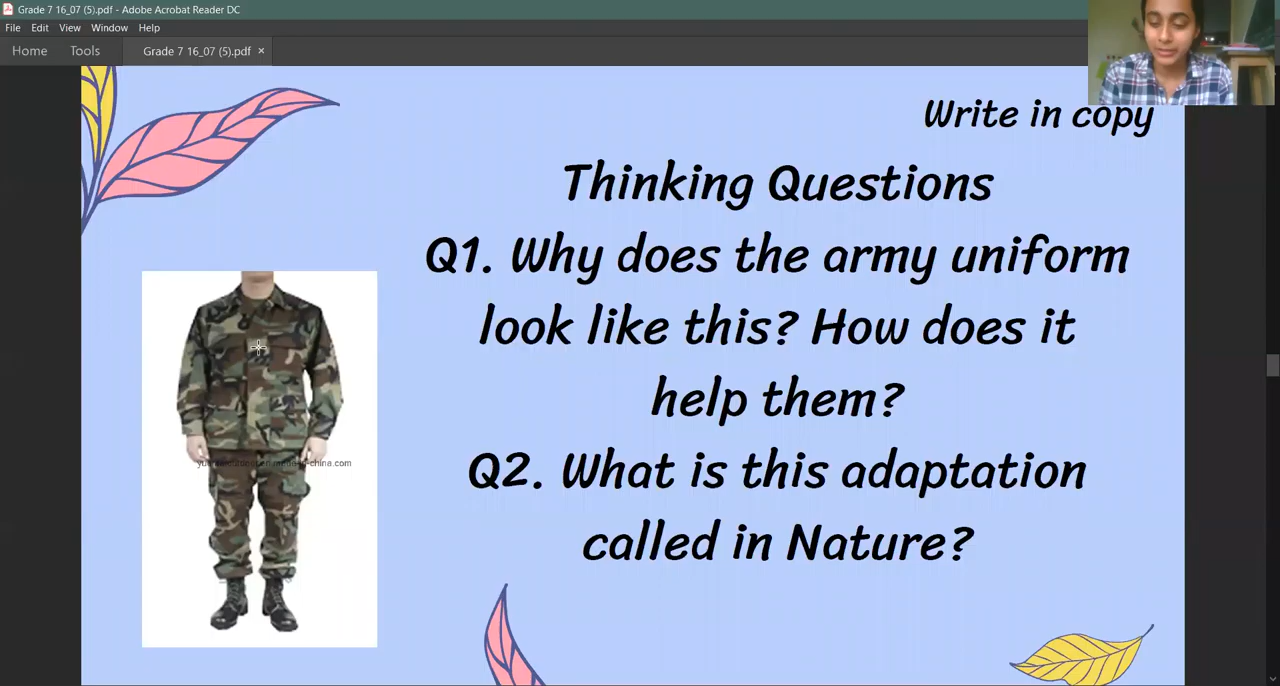 Grade 7 16_07 (5).pdf - Adobe Acrobat Reader DC
File Edit View Window Help
Home Tools Grade 7 16_07 (5).pdf ×
Write in copy
Thinking Questions
Q1. Why does the army uniform
look like this? How does it
help them?
Q2. What is this adaptation
called in Nature?